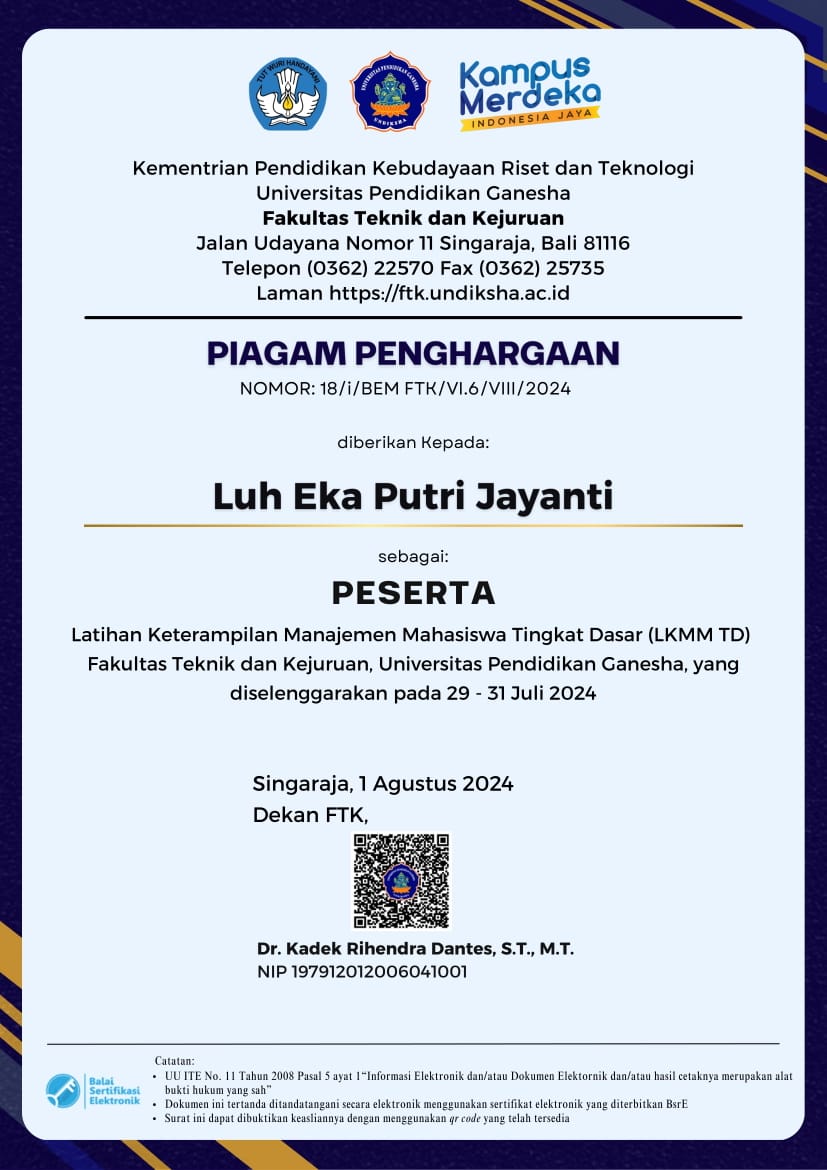 TUT WURI HANDAYANI
UNIVERSITAS PENDIDIKAN GANESHA
UNDIKSHA
Kampus
Merdeka
INDONESIA JAYA
Kementrian Pendidikan Kebudayaan Riset dan Teknologi
Universitas Pendidikan Ganesha
Fakultas Teknik dan Kejuruan
Jalan Udayana Nomor 11 Singaraja, Bali 81116
Telepon (0362) 22570 Fax (0362) 25735
Laman https://ftk.undiksha.ac.id
PIAGAM PENGHARGAAN
NOMOR: 18/i/BEM FTK/VI.6/VIII/2024
diberikan Kepada:
Luh Eka Putri Jayanti
sebagai:
PESERTA
Latihan Keterampilan Manajemen Mahasiswa Tingkat Dasar (LKMM TD)
Fakultas Teknik dan Kejuruan, Universitas Pendidikan Ganesha, yang
diselenggarakan pada 29 - 31 Juli 2024
Singaraja, 1 Agustus 2024
Dekan FTK,
Dr. Kadek Rihendra Dantes, S.T., M.T.
NIP 197912012006041001
Balai
Sertifikasi
Elektronik
Catatan:
• UU ITE No. 11 Tahun 2008 Pasal 5 ayat 1“Informasi Elektronik dan/atau Dokumen Elektornik dan/atau hasil cetaknya merupakan alat
bukti hukum yang sah”
• Dokumen ini tertanda ditandatangani secara elektronik menggunakan sertifikat elektronik yang diterbitkan BsrE
• Surat ini dapat dibuktikan keasliannya dengan menggunakan qr code yang telah tersedia